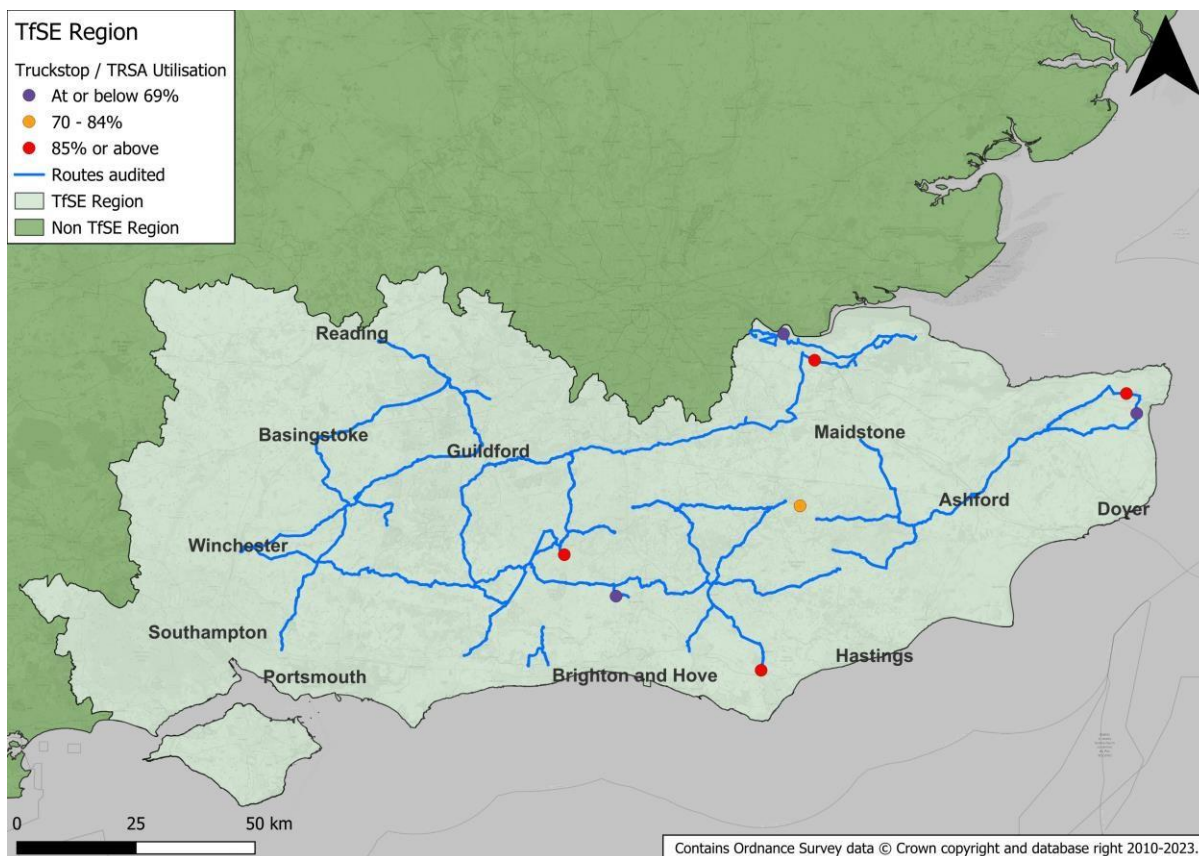 TfSE Region
Truckstop / TRSA Utilisation
At or below 69%
70 - 84%
85% or above
Routes audited
TfSE Region
Non TfSE Region
Reading
Basingstoke
Guildford
Maidstone
Ashford
Dover
Winchester
Southampton
Portsmouth
Brighton and Hove
Hastings
0 25 50 km
Contains Ordnance Survey data © Crown copyright and database right 2010-2023.